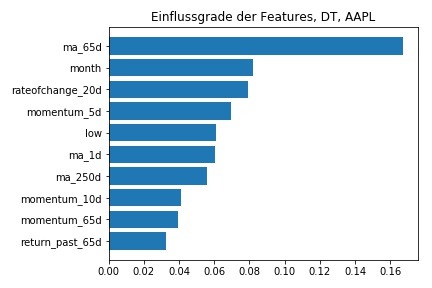 Einflussgrade der Features, DT, AAPL
ma_65d
month
rateofchange_20d
momentum_5d
low
ma_1d
ma_250d
momentum_10d
momentum_65d
return_past_65d
0.00 0.02 0.04 0.06 0.08 0.10 0.12 0.14 0.16